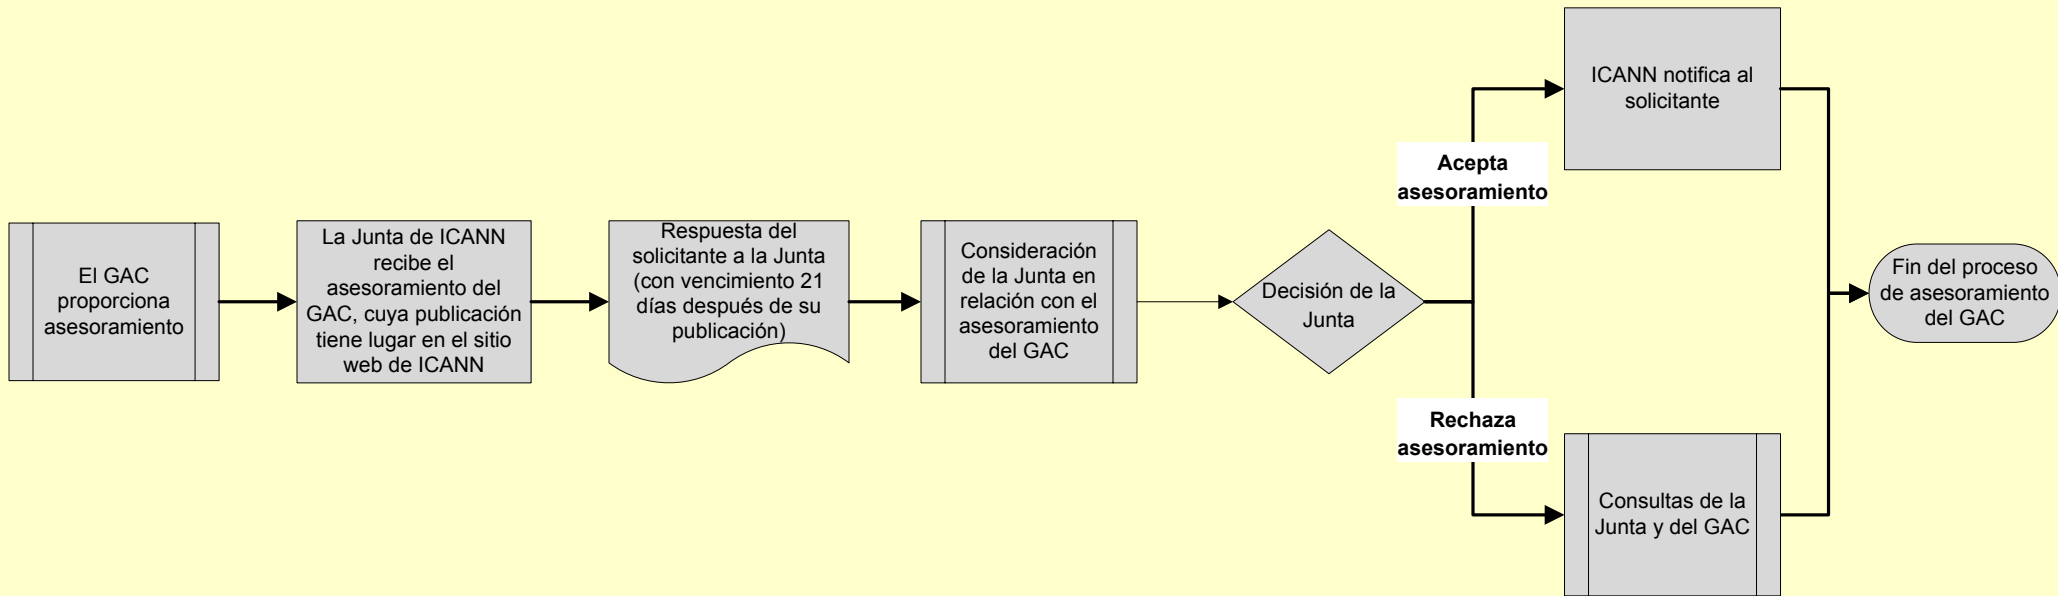 El GAC
proporciona
asesoramiento
La Junta de ICANN
recibe el
asesoramiento del
GAC, cuya publicación
tiene lugar en el sitio
web de ICANN
Respuesta del
solicitante a la Junta
(con vencimiento 21
días después de su
publicación)
Consideración
de la Junta en
relación con el
asesoramiento
del GAC
Decisión de la
Junta
Acepta
asesoramiento
ICANN notifica al
solicitante
Rechaza
asesoramiento
Consultas de la
Junta y del GAC
Fin del proceso
de asesoramiento
del GAC